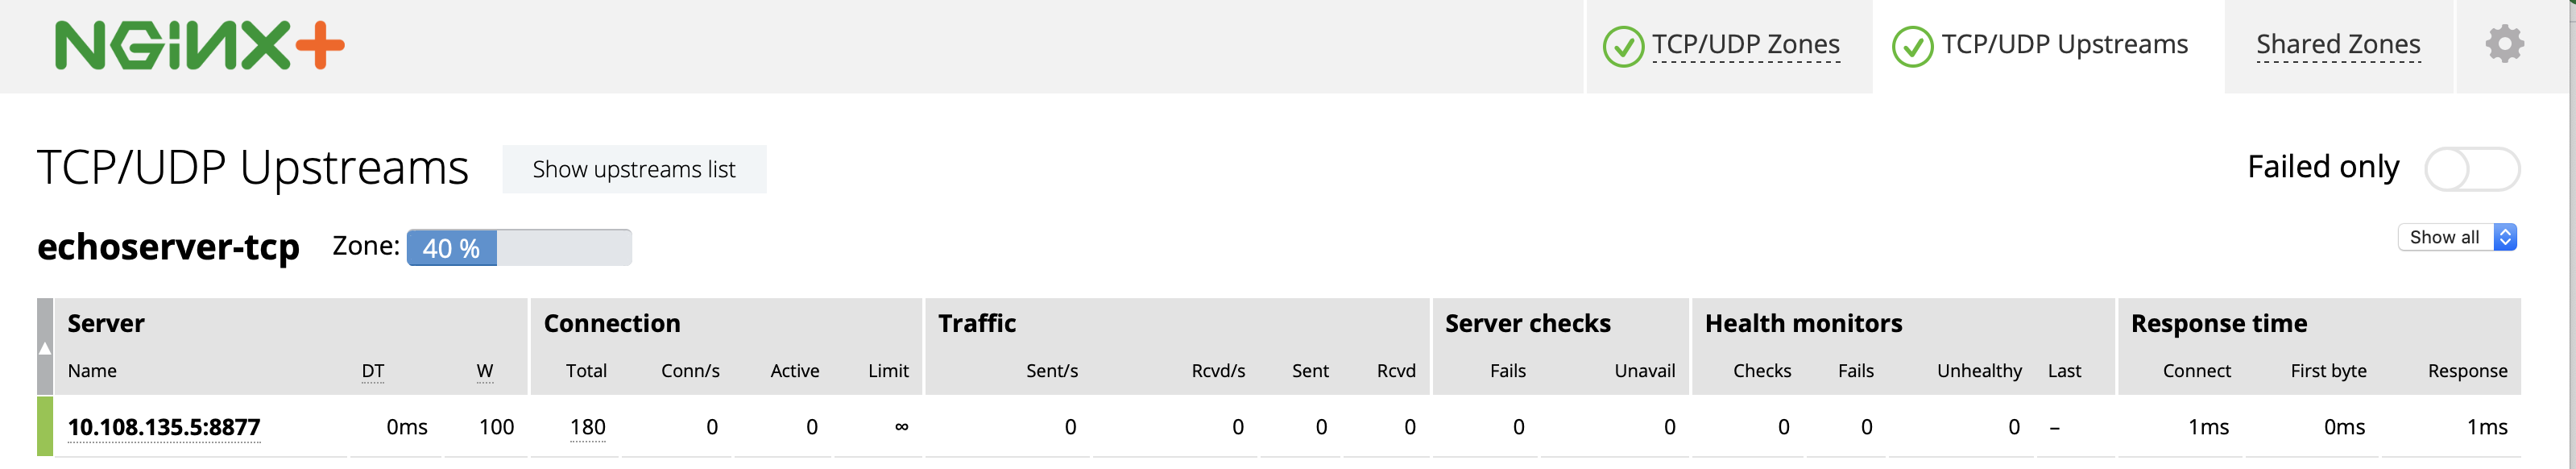 NGiNX+ TCP/UDP Zones TCP/UDP Upstreams Shared Zones
TCP/UDP Upstreams Show upstreams list Failed only
echoserver-tcp Zone: 40 % Show all
Server Connection Traffic Server checks Health monitors Response time
Name DT W Total Conn/s Active Limit Sent/s Rcvd/s Sent Rcvd Fails Unavail Checks Fails Unhealthy Last Connect First byte Response
10.108.135.5:8877 0ms 100 180 0 0 ∞ 0 0 0 0 0 0 0 0 0 – 1ms 0ms 1ms